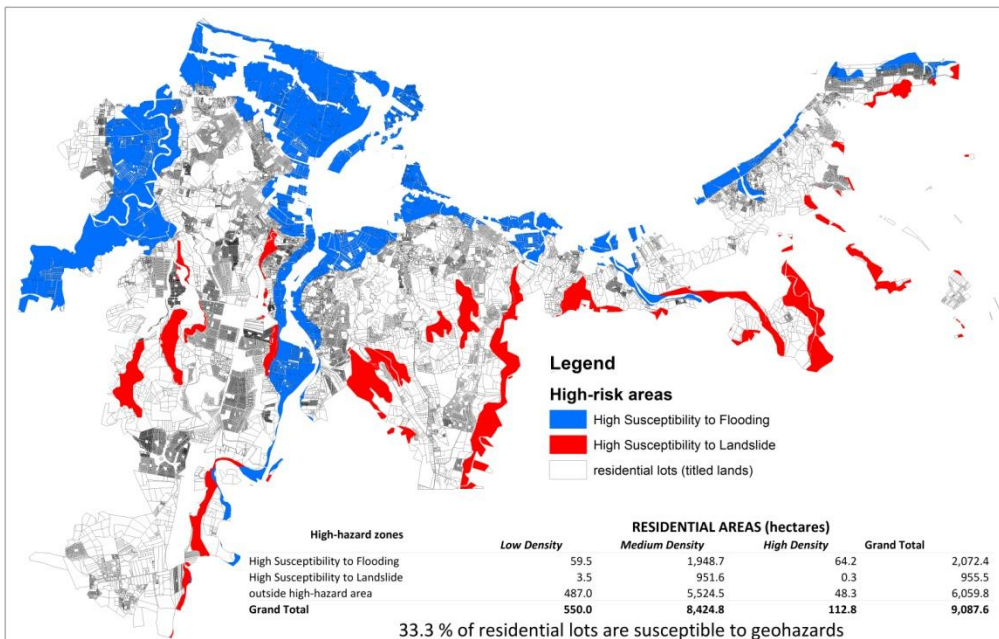 Legend
High-risk areas
High Susceptibility to Flooding
High Susceptibility to Landslide
residential lots (titled lands)
RESIDENTIAL AREAS (hectares)
High-hazard zones Low Density Medium Density High Density Grand Total
High Susceptibility to Flooding 59.5 1,948.7 64.2 2,072.4
High Susceptibility to Landslide 3.5 951.6 0.3 955.5
outside high-hazard area 487.0 5,524.5 48.3 6,059.8
Grand Total 550.0 8,424.8 112.8 9,087.6
33.3 % of residential lots are susceptible to geohazards